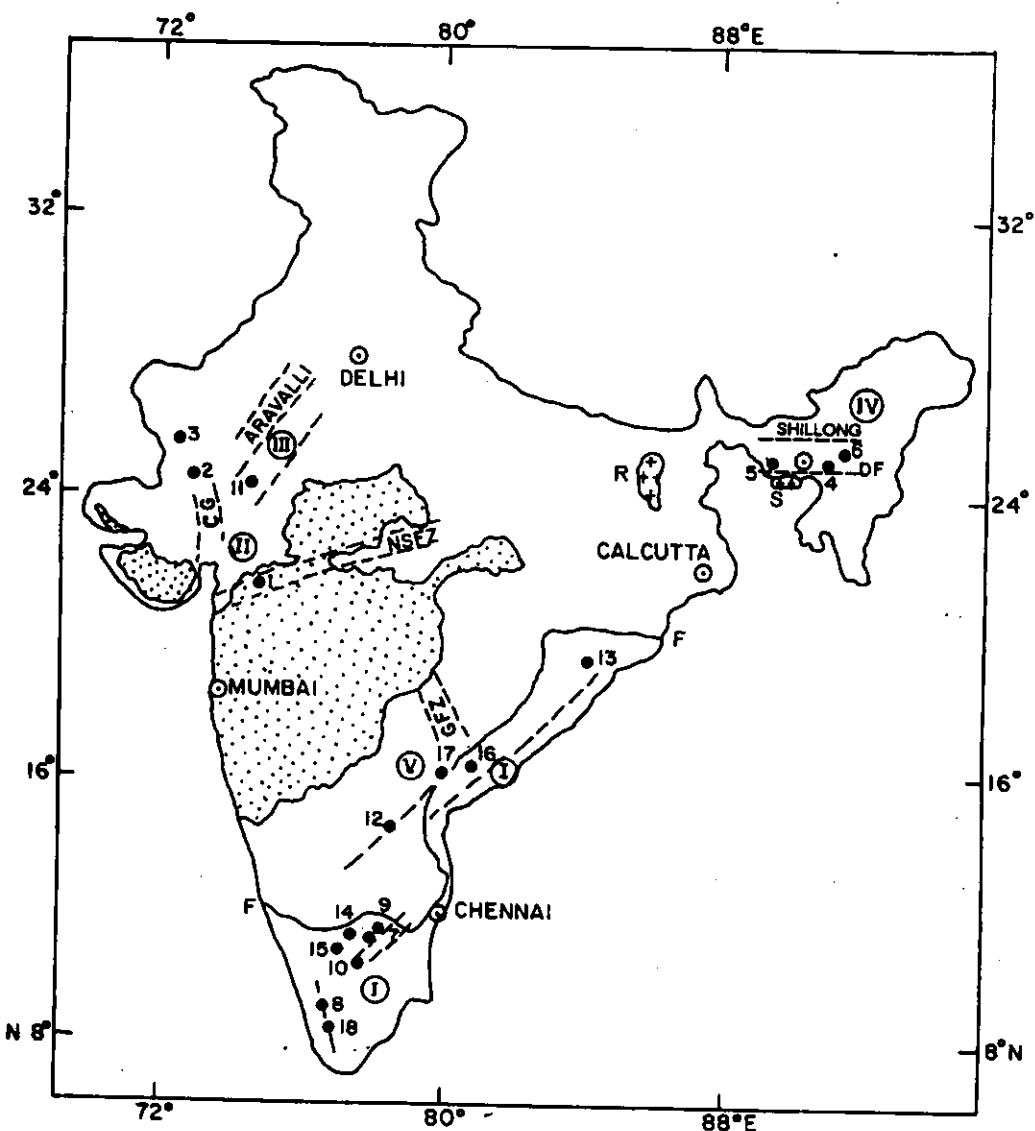 72° 80° 88°E
32° 32°
DELHI
ARAVALLI
III
IV
SHILLONG
3
2
11
R
5 4 6 DF
S
24° 24°
CG
II
NSEZ
1
CALCUTTA
F
13
MUMBAI
GFZ
17 16
V I
16° 16°
12
F
14 9
CHENNAI
15
10
I
8
18
N 8° 8°N
72° 80° 88°E